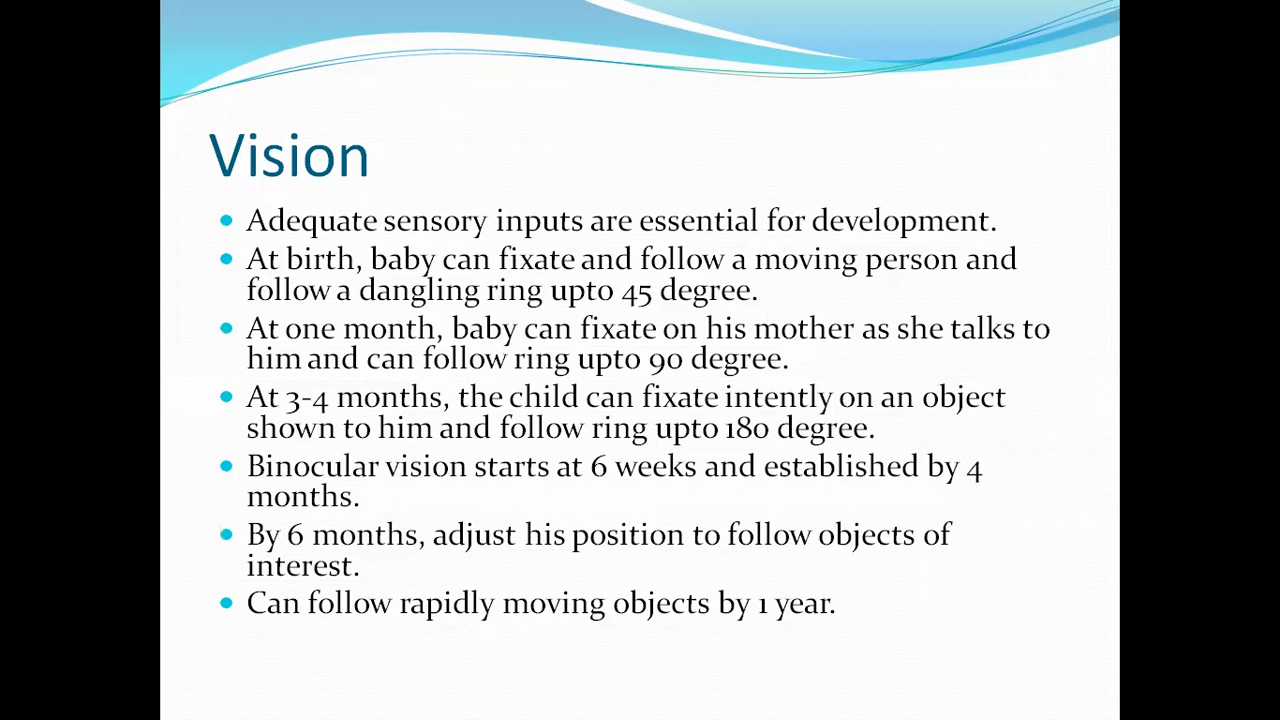 Vision
• Adequate sensory inputs are essential for development.
• At birth, baby can fixate and follow a moving person and
follow a dangling ring upto 45 degree.
• At one month, baby can fixate on his mother as she talks to
him and can follow ring upto 90 degree.
• At 3-4 months, the child can fixate intently on an object
shown to him and follow ring upto 180 degree.
• Binocular vision starts at 6 weeks and established by 4
months.
• By 6 months, adjust his position to follow objects of
interest.
• Can follow rapidly moving objects by 1 year.